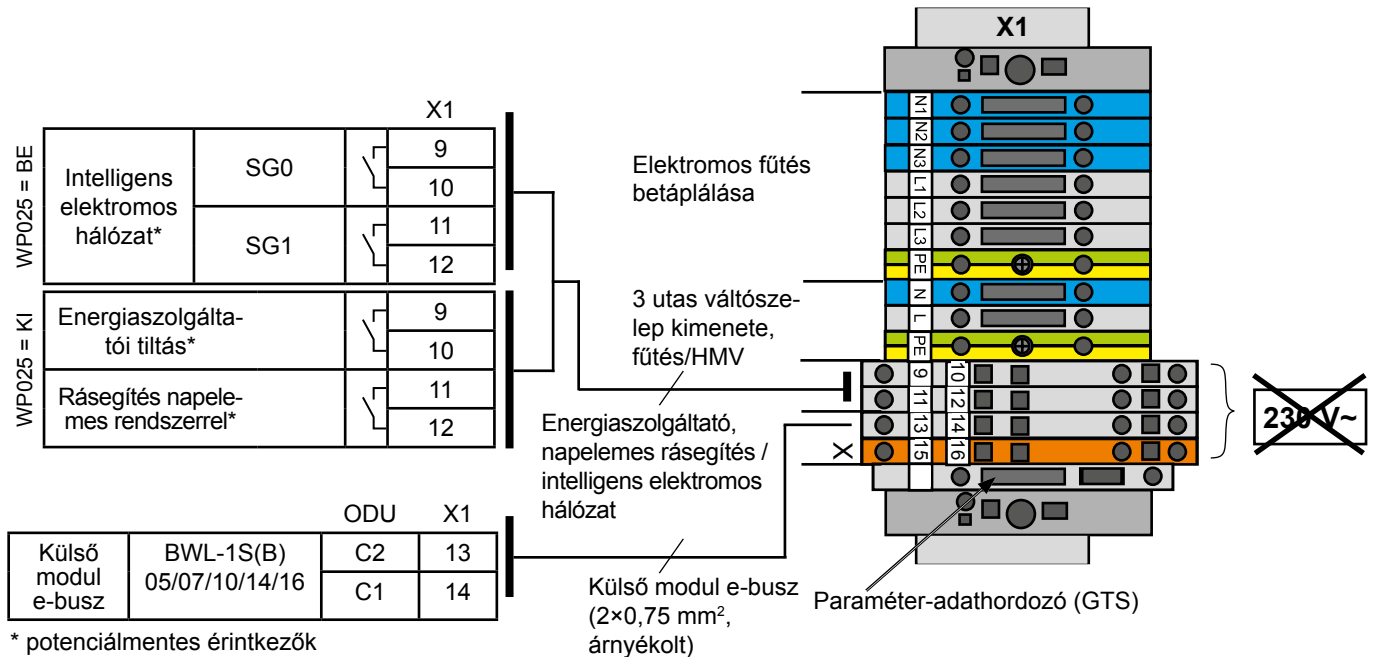 X1
WP025 = BE
Intelligens
elektromos
hálózat*
SG0
SG1
9
10
11
12
WP025 = KI
Energiaszolgálta-
tói tiltás*
Rásegítés napele-
mes rendszerrel*
9
10
11
12
ODU X1
Külső
modul
e-busz
BWL-1S(B)
05/07/10/14/16
C2 13
C1 14
* potenciálmentes érintkezők
Elektromos fűtés
betáplálása
3 utas váltósze-
lep kimenete,
fűtés/HMV
Energiaszolgáltató,
napelemes rásegítés /
intelligens elektromos
hálózat
Külső modul e-busz
(2×0,75 mm²,
árnyékolt)
X1
N1
N2
N3
L1
L2
L3
PE
N
L
PE
9 10
11 12
13 14
X 15 16
230 V~
Paraméter-adathordozó (GTS)